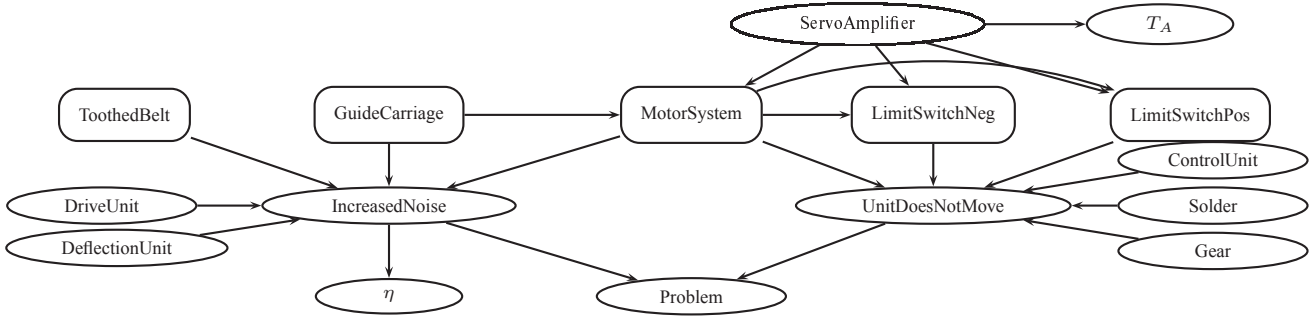 ServoAmplifier
T_A
ToothedBelt
GuideCarriage
MotorSystem
LimitSwitchNeg
LimitSwitchPos
ControlUnit
DriveUnit
IncreasedNoise
UnitDoesNotMove
Solder
DeflectionUnit
Gear
η
Problem